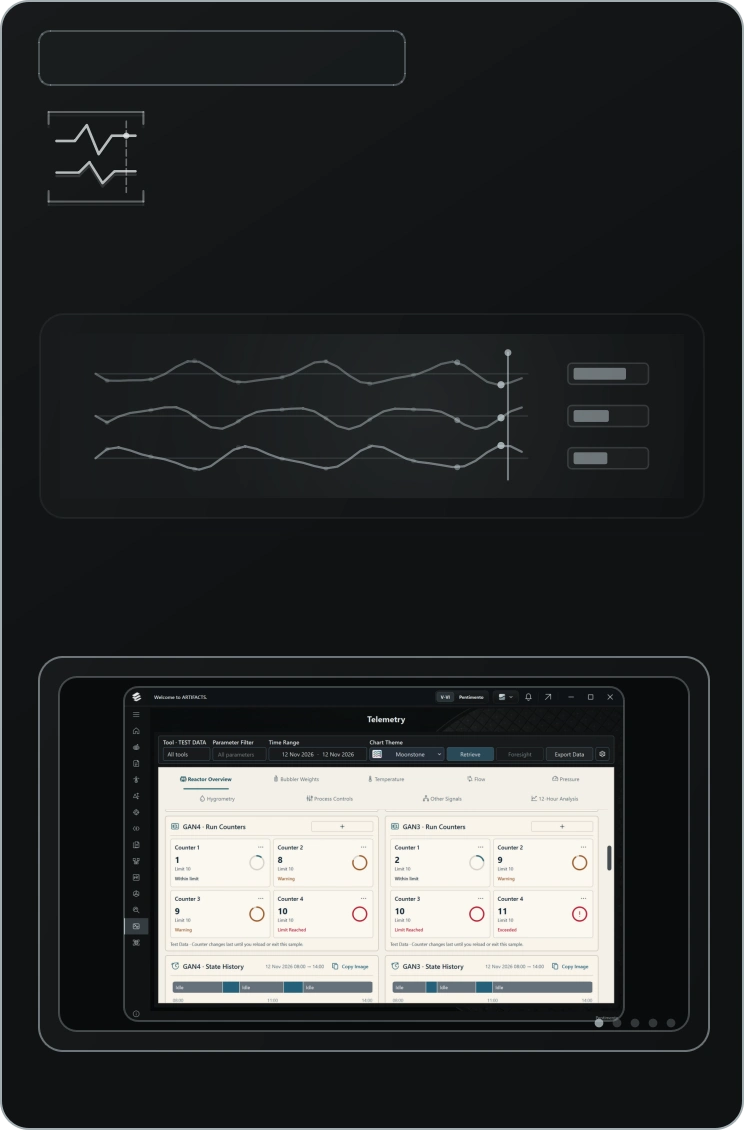 Welcome to ARTIFACTS.
V·VI Pentimento
Telemetry
Tool · TEST DATA Parameter Filter Time Range Chart Theme
All tools All parameters 12 Nov 2026 - 12 Nov 2026 Moonstone Retrieve Foresight Export Data
Reactor Overview Bubbler Weights Temperature Flow Pressure
Hygrometry Process Controls Other Signals 12-Hour Analysis
GAN4 · Run Counters +
Counter 1 ... Counter 2 ...
1 8
Limit 10 Limit 10
Within limit Warning
Counter 3 ... Counter 4 ...
9 10
Limit 10 Limit 10
Warning Limit Reached
Test Data · Counter changes last until you reload or exit this sample.
GAN3 · Run Counters +
Counter 1 ... Counter 2 ...
2 9
Limit 10 Limit 10
Within limit Warning
Counter 3 ... Counter 4 ...
10 11 !
Limit 10 Limit 10
Limit Reached Exceeded
Test Data · Counter changes last until you reload or exit this sample.
GAN4 · State History 12 Nov 2026 08:00 — 14:00 Copy Image
Idle Idle Idle
08:00 11:00 14:00
GAN3 · State History 12 Nov 2026 08:00 — 14:00 Copy Image
Idle Idle Idle
08:00 11:00 14:00
Pentimento